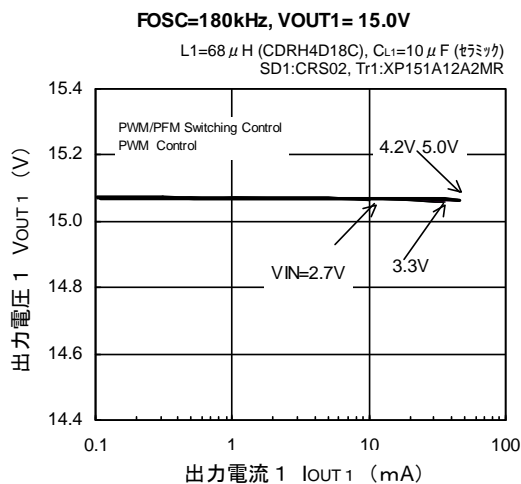 FOSC=180kHz, VOUT1= 15.0V
L1=68μH (CDRH4D18C), CL1=10μF (ｾﾗﾐｯｸ)
SD1:CRS02, Tr1:XP151A12A2MR
出力電圧１ VOUT1 （V）
15.4
15.2
15.0
14.8
14.6
14.4
PWM/PFM Switching Control
PWM Control
4.2V 5.0V
VIN=2.7V
3.3V
0.1
1
10
100
出力電流１ IOUT1 （mA）